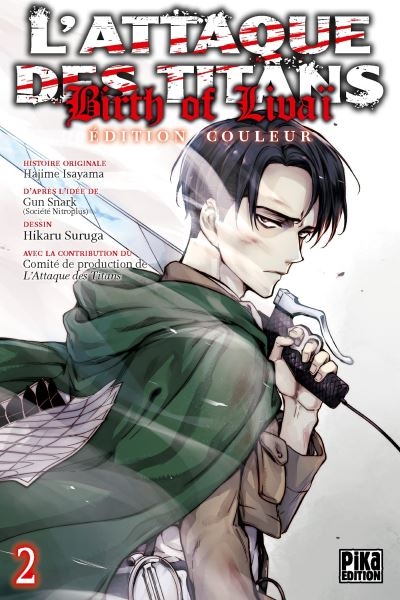 L'ATTAQUE
DES TITANS
Birth of Livaï
ÉDITION COULEUR
HISTOIRE ORIGINALE
Hajime Isayama
D'APRÈS L'IDÉE DE
Gun Snark
(Société Nitroplus)
DESSIN
Hikaru Suruga
AVEC LA CONTRIBUTION DU
Comité de production de
L'Attaque des Titans
2
PiKA
EDITION